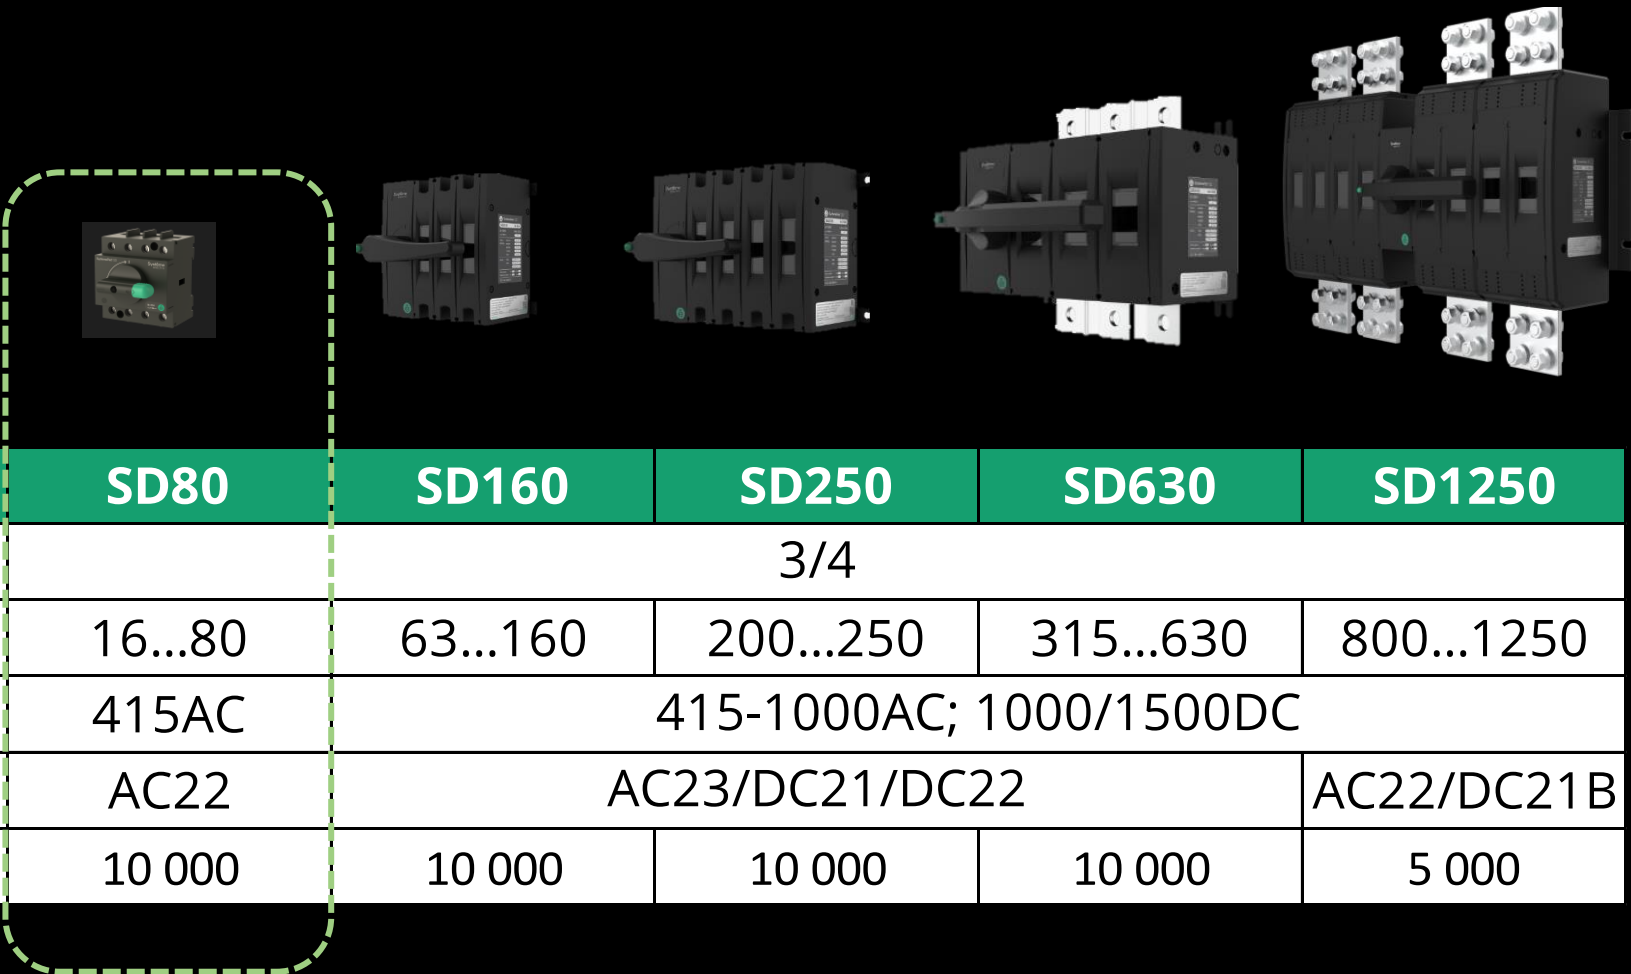 SD80 SD160 SD250 SD630 SD1250
3/4
16...80 63...160 200...250 315...630 800...1250
415AC 415-1000AC; 1000/1500DC
AC22 AC23/DC21/DC22 AC22/DC21B
10 000 10 000 10 000 10 000 5 000